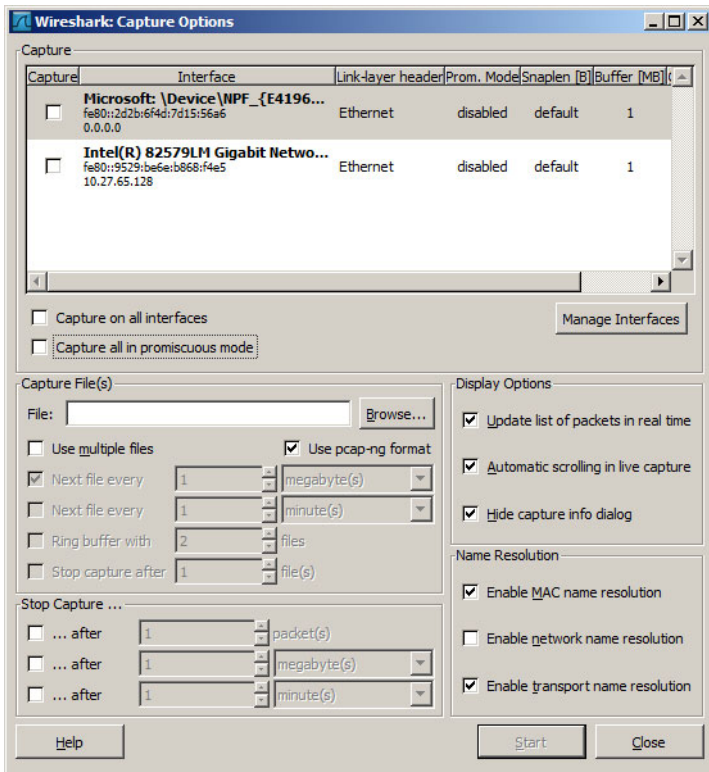 Wireshark: Capture Options
Capture
Capture Interface Link-layer header Prom. Mode Snaplen [B] Buffer [MB]
Microsoft: \Device\NPF_{E4196...
fe80::2d2b:6f4d:7d15:56a6 Ethernet disabled default 1
0.0.0.0
Intel(R) 82579LM Gigabit Netwo...
fe80::9529:be6e:b868:f4e5 Ethernet disabled default 1
10.27.65.128
Capture on all interfaces Manage Interfaces
Capture all in promiscuous mode
Capture File(s)
File: Browse...
Use multiple files Use pcap-ng format
Next file every 1 megabyte(s)
Next file every 1 minute(s)
Ring buffer with 2 files
Stop capture after 1 file(s)
Stop Capture ...
... after 1 packet(s)
... after 1 megabyte(s)
... after 1 minute(s)
Display Options
Update list of packets in real time
Automatic scrolling in live capture
Hide capture info dialog
Name Resolution
Enable MAC name resolution
Enable network name resolution
Enable transport name resolution
Help Start Close